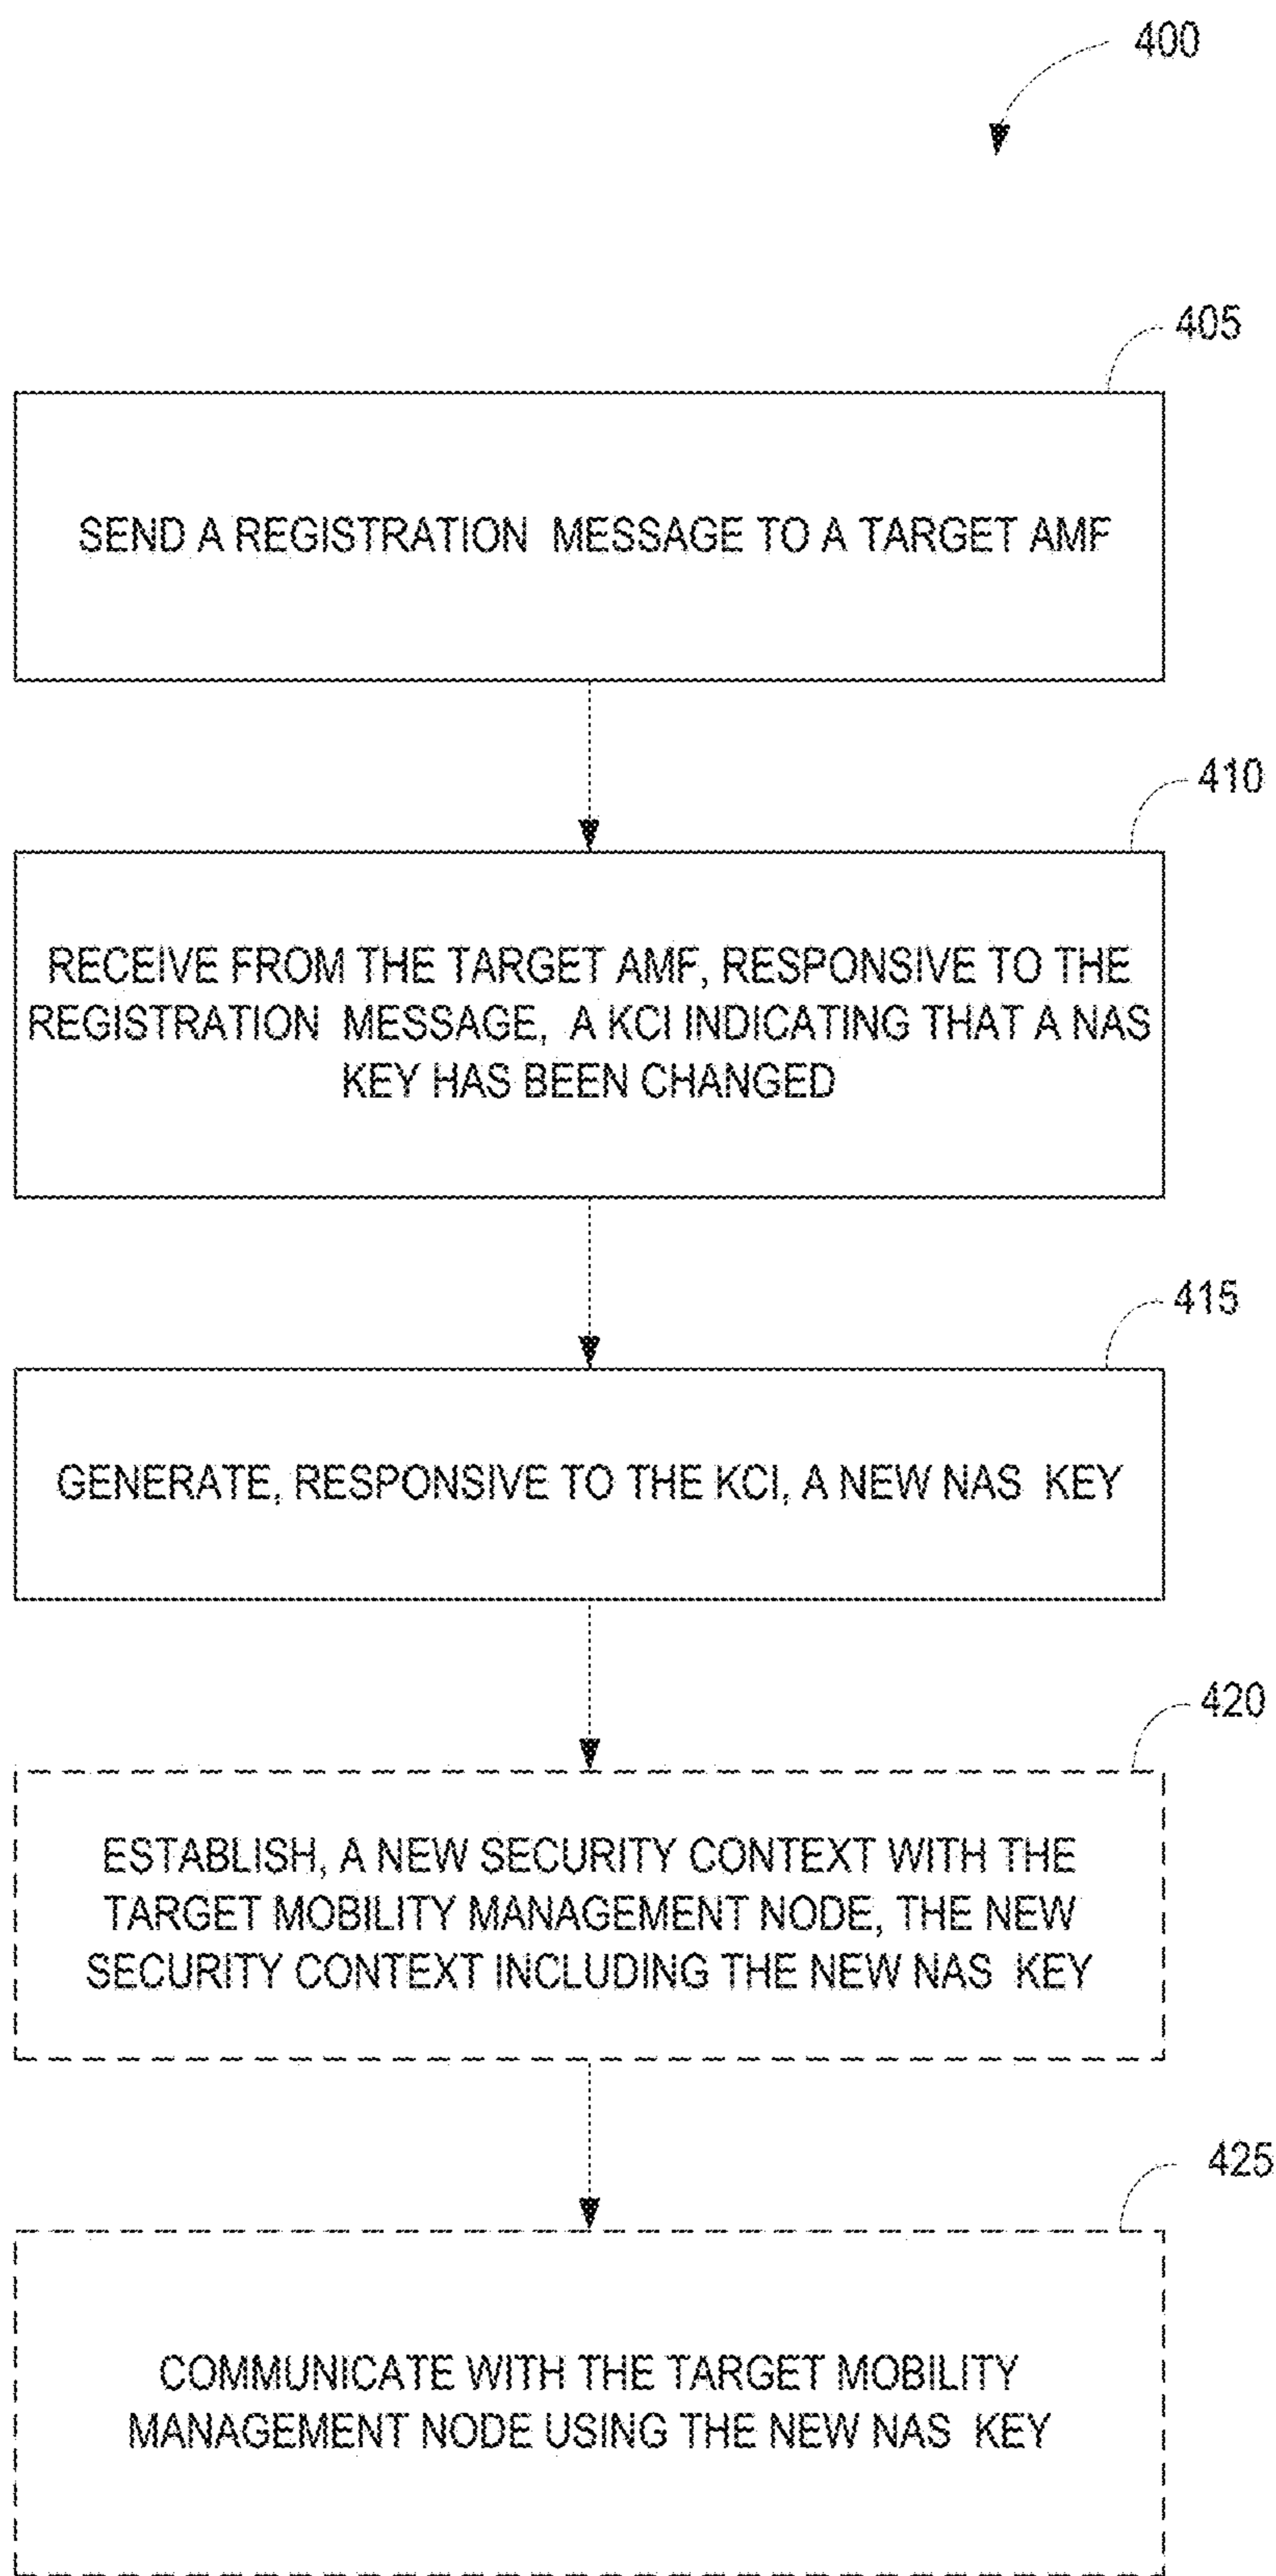 400
405
SEND A REGISTRATION MESSAGE TO A TARGET AMF
410
RECEIVE FROM THE TARGET AMF, RESPONSIVE TO THE
REGISTRATION MESSAGE, A KCI INDICATING THAT A NAS
KEY HAS BEEN CHANGED
415
GENERATE, RESPONSIVE TO THE KCI, A NEW NAS KEY
420
ESTABLISH, A NEW SECURITY CONTEXT WITH THE
TARGET MOBILITY MANAGEMENT NODE, THE NEW
SECURITY CONTEXT INCLUDING THE NEW NAS KEY
425
COMMUNICATE WITH THE TARGET MOBILITY
MANAGEMENT NODE USING THE NEW NAS KEY